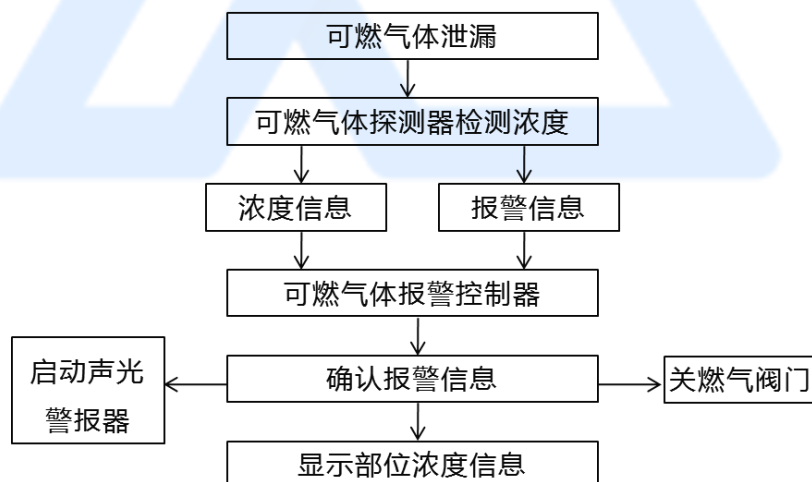 可燃气体泄漏
可燃气体探测器检测浓度
浓度信息
报警信息
可燃气体报警控制器
启动声光
警报器
确认报警信息
关燃气阀门
显示部位浓度信息